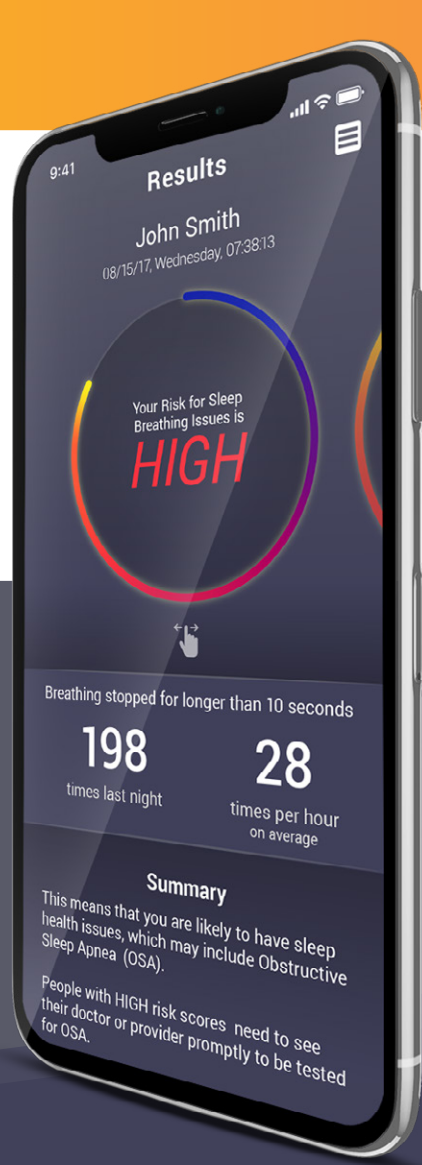 9:41
Results
John Smith
08/15/17, Wednesday, 07:38:13
Your Risk for Sleep
Breathing Issues is
HIGH
Breathing stopped for longer than 10 seconds
198
times last night
28
times per hour
on average
Summary
This means that you are likely to have sleep
health issues, which may include Obstructive
Sleep Apnea (OSA).
People with HIGH risk scores need to see
their doctor or provider promptly to be tested
for OSA.